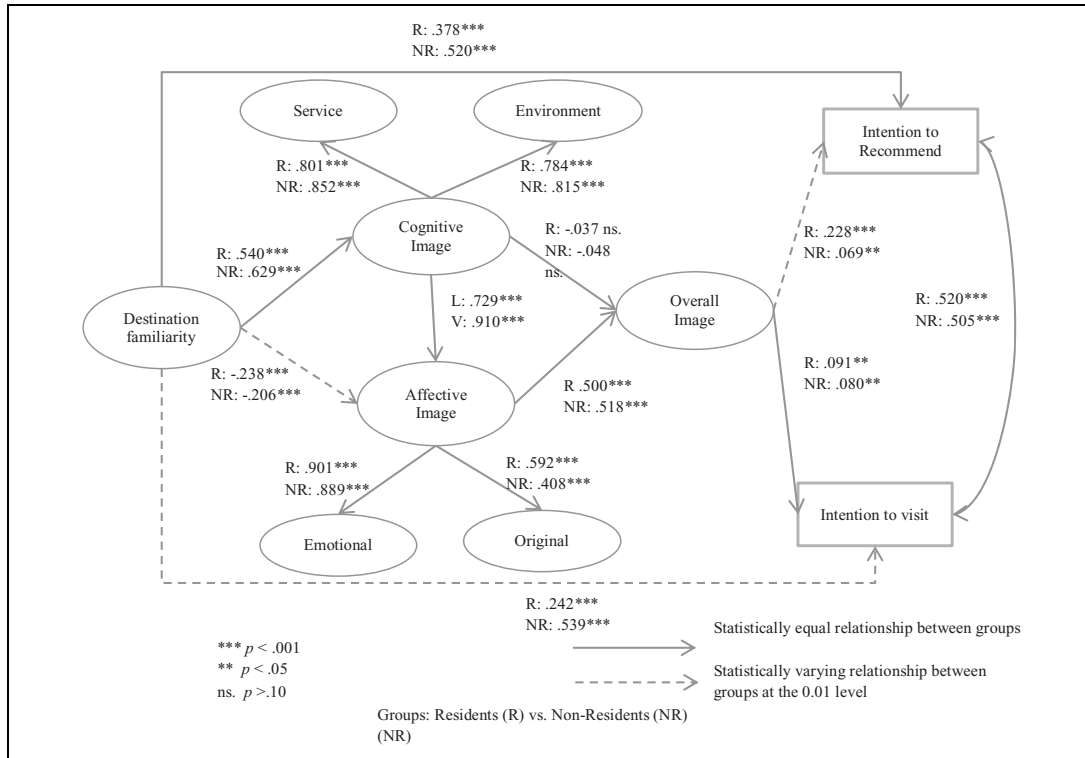 R: .378***
NR: .520***
Service
Environment
Intention to
Recommend
R: .801***
NR: .852***
R: .784***
NR: .815***
Cognitive
Image
R: -.037 ns.
NR: -.048
ns.
R: .228***
NR: .069**
R: .540***
NR: .629***
L: .729***
V: .910***
Overall
Image
R: .520***
NR: .505***
Destination
familiarity
R: -.238***
NR: -.206***
Affective
Image
R .500***
NR: .518***
R: .091**
NR: .080**
R: .901***
NR: .889***
R: .592***
NR: .408***
Intention to visit
Emotional
Original
R: .242***
NR: .539***
*** p < .001
** p < .05
ns. p >.10
Statistically equal relationship between groups
Statistically varying relationship between
groups at the 0.01 level
Groups: Residents (R) vs. Non-Residents (NR)
(NR)